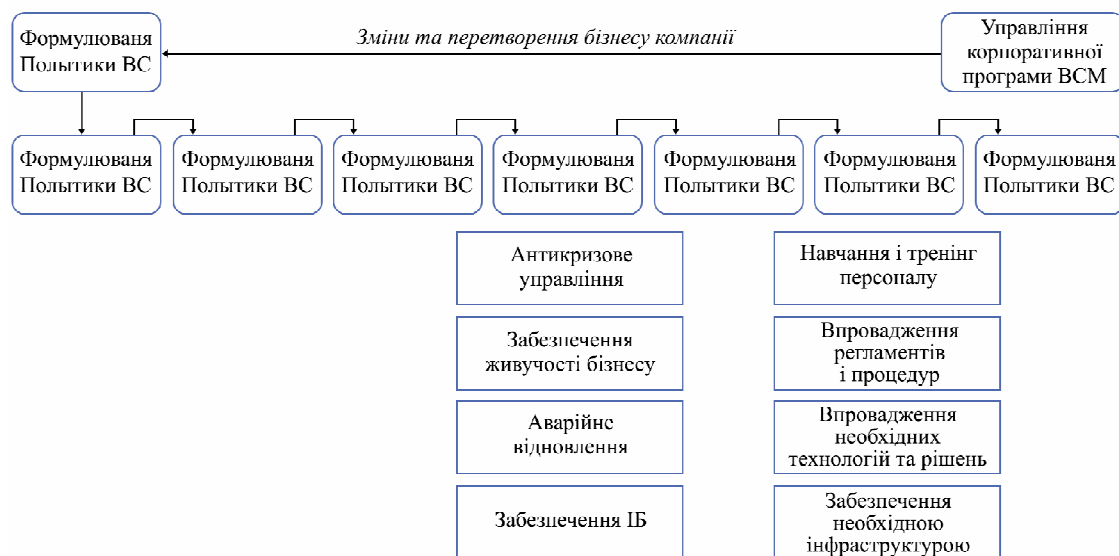 Формулюваня
Полытики ВС
Зміни та перетворення бізнесу компанії
Управління
корпоративної
програми ВСМ
Формулюваня
Полытики ВС
Формулюваня
Полытики ВС
Формулюваня
Полытики ВС
Формулюваня
Полытики ВС
Формулюваня
Полытики ВС
Формулюваня
Полытики ВС
Формулюваня
Полытики ВС
Антикризове
управління
Забезпечення
живучості бізнесу
Аварійне
відновлення
Забезпечення ІБ
Навчання і тренінг
персоналу
Впровадження
регламентів
і процедур
Впровадження
необхідних
технологій та рішень
Забезпечення
необхідною
інфраструктурою